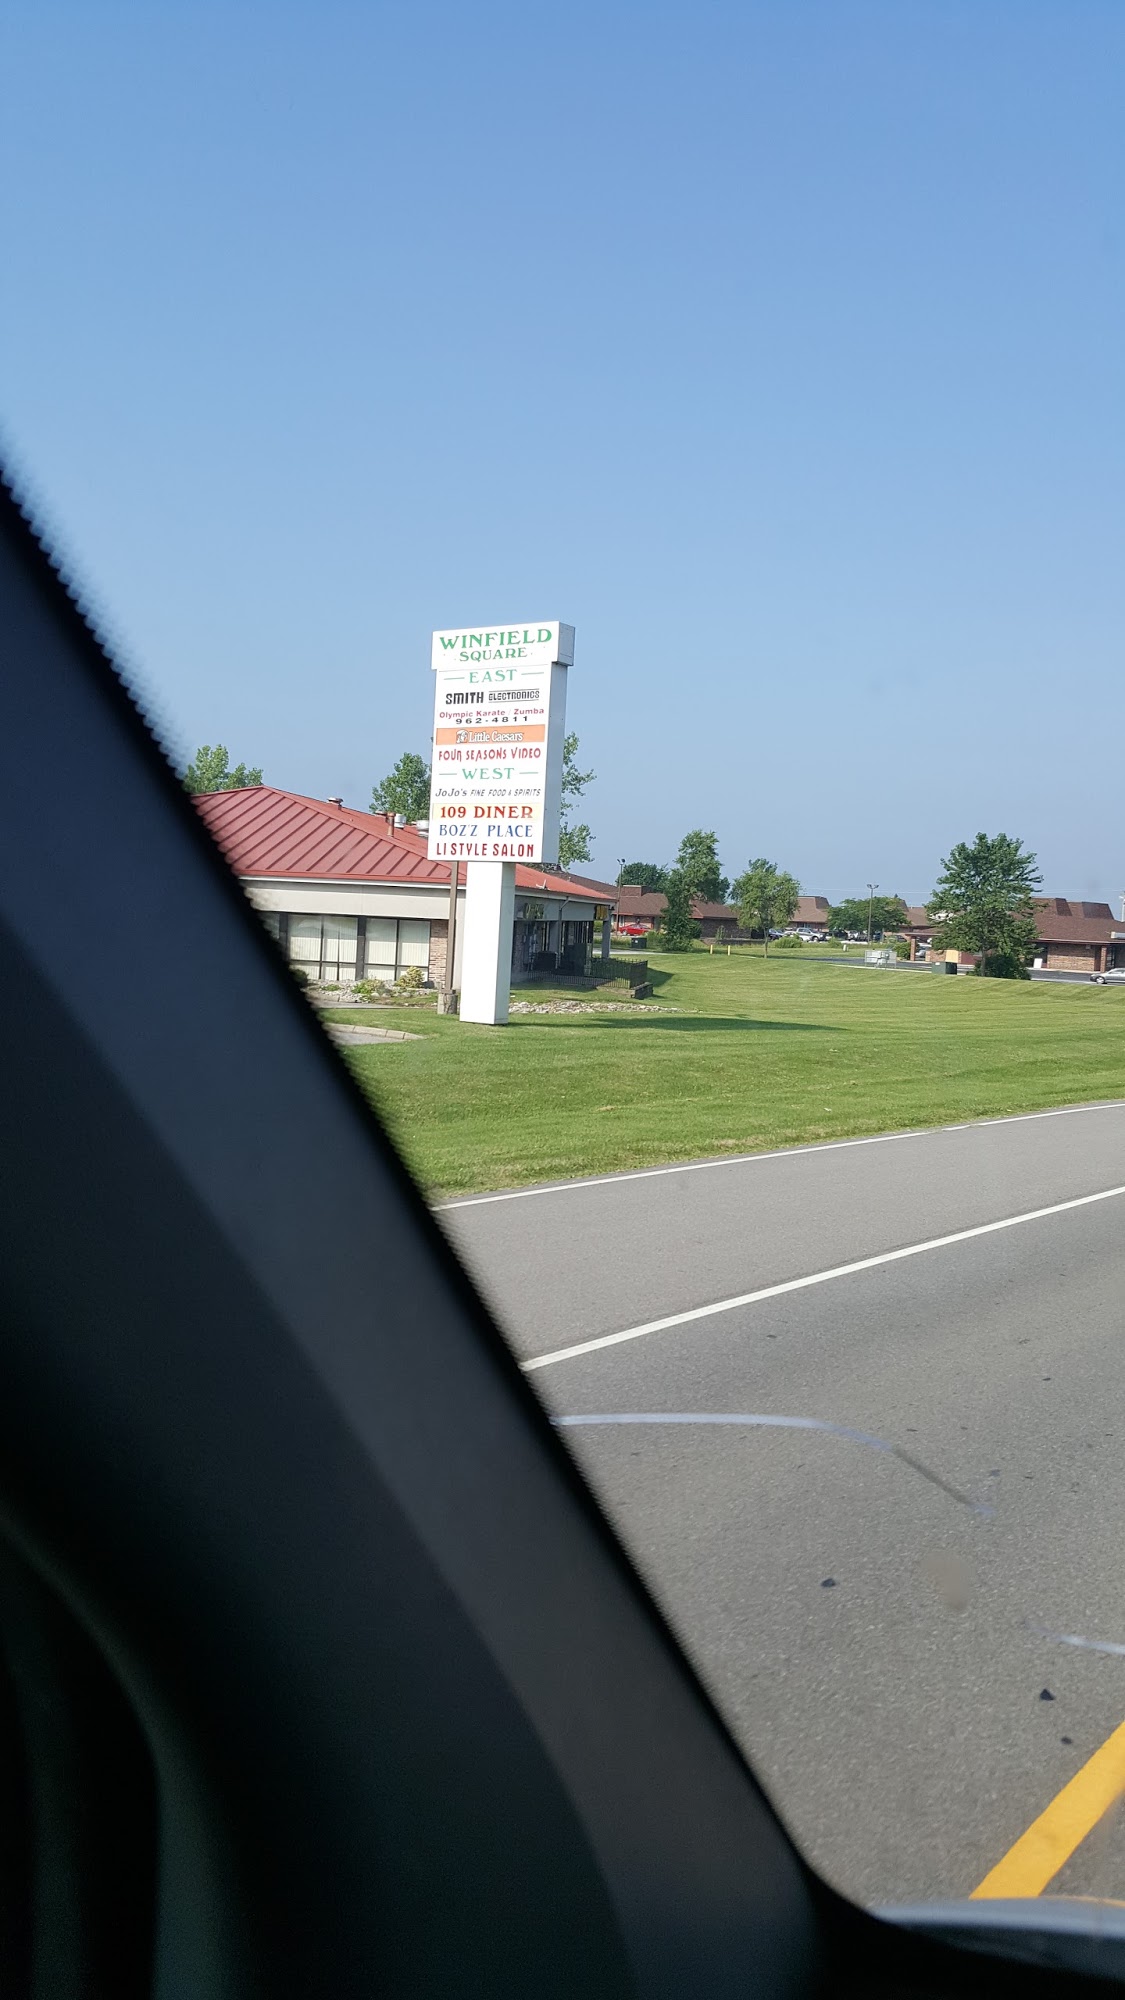 WINFIELD
SQUARE
EAST
SMITH ELECTRONICS
Olympic Karate / Zumba
962-4811
Little Caesars
FOUR SEASONS VIDEO
WEST
JoJo's FINE FOOD & SPIRITS
109 DINER
BOZ'Z PLACE
LI STYLE SALON